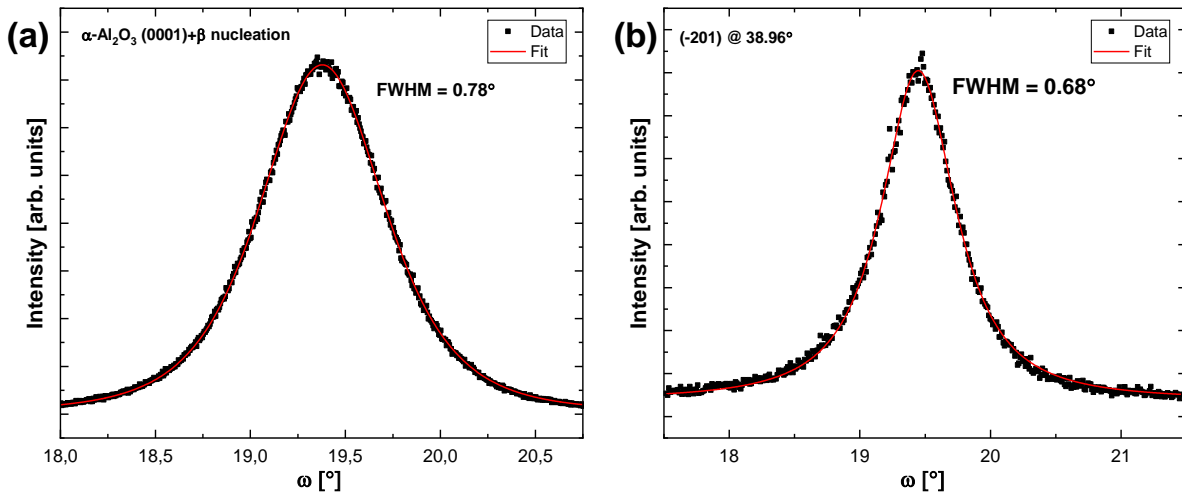 (a)
α-Al₂O₃ (0001)+β nucleation
Data
Fit
FWHM = 0.78°
Intensity [arb. units]
18,0 18,5 19,0 19,5 20,0 20,5
ω [°]
(b)
(-201) @ 38.96°
Data
Fit
FWHM = 0.68°
Intensity [arb. units]
18 19 20 21
ω [°]